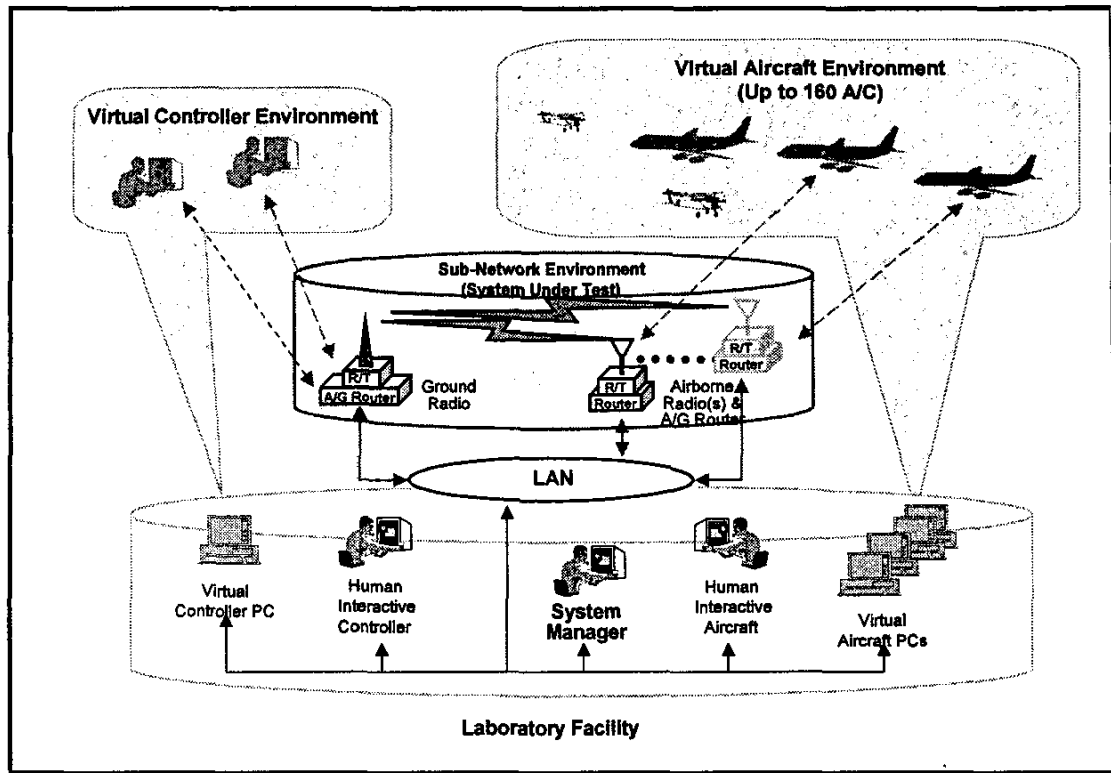 Virtual Aircraft Environment
(Up to 160 A/C)
Virtual Controller Environment
Sub-Network Environment
(System Under Test)
R/T
A/G Router
Ground
Radio
R/T
Router
Airborne
Radio(s) &
A/G Router
R/T
Router
LAN
Virtual
Controller PC
Human
Interactive
Controller
System
Manager
Human
Interactive
Aircraft
Virtual
Aircraft PCs
Laboratory Facility